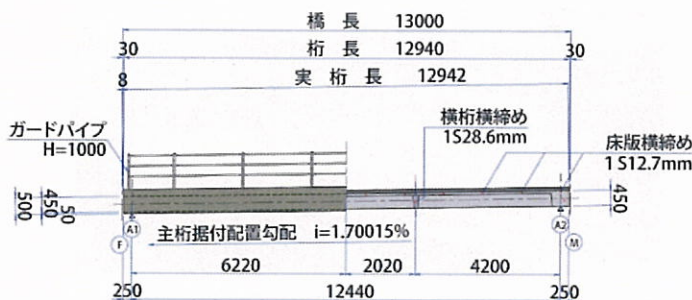 橋 長 13000
30 桁 長 12940 30
8 実 桁 長 12942
ガードパイプ
H=1000
横桁横締め
1S28.6mm
床版横締め
1 S12.7mm
500 450 50
450
F A1 A2 M
主桁据付配置勾配 i=1.70015%
6220 2020 4200
250 12440 250